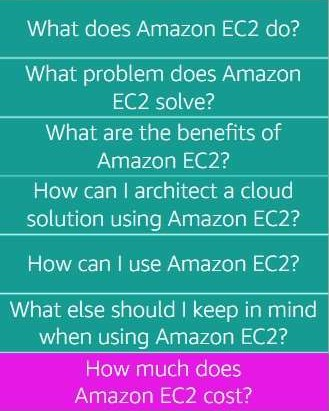 What does Amazon EC2 do?
What problem does Amazon
EC2 solve?
What are the benefits of
Amazon EC2?
How can I architect a cloud
solution using Amazon EC2?
How can I use Amazon EC2?
What else should I keep in mind
when using Amazon EC2?
How much does
Amazon EC2 cost?